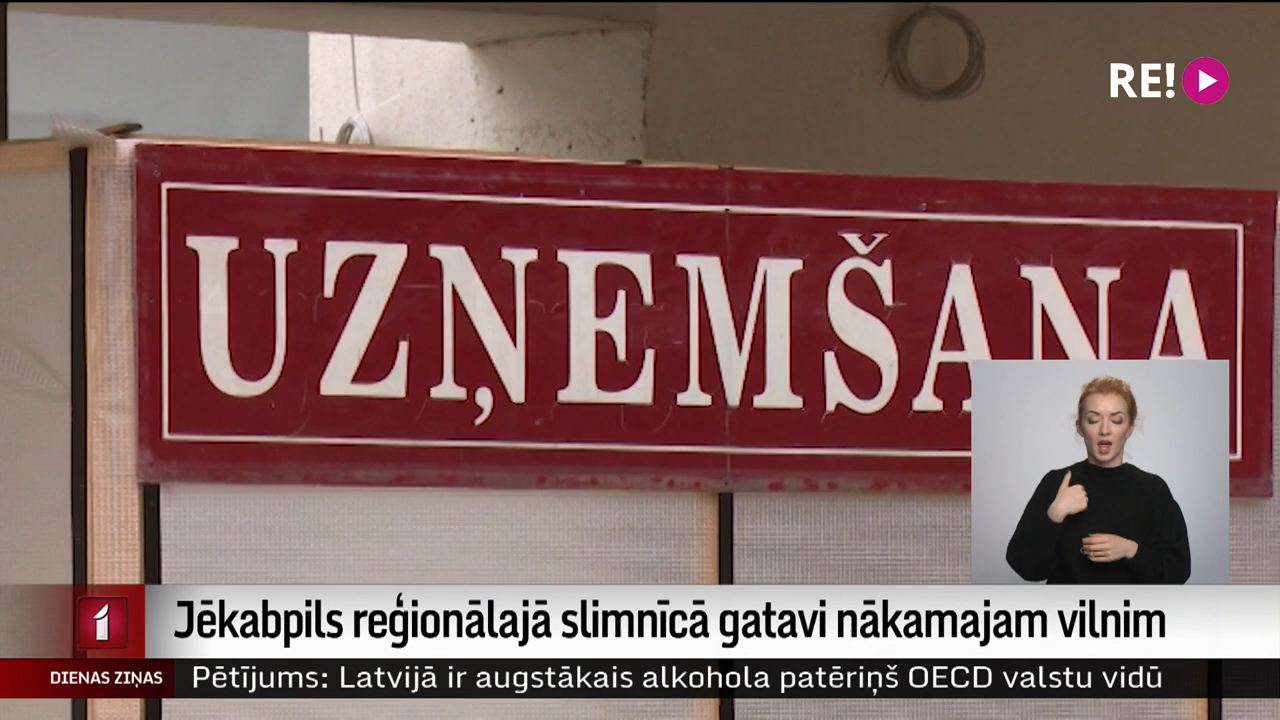 RE!
UZŅEMŠANA
1
Jēkabpils reģionālajā slimnīcā gatavi nākamajam vilnim
DIENAS ZIŅAS
Pētījums: Latvijā ir augstākais alkohola patēriņš OECD valstu vidū